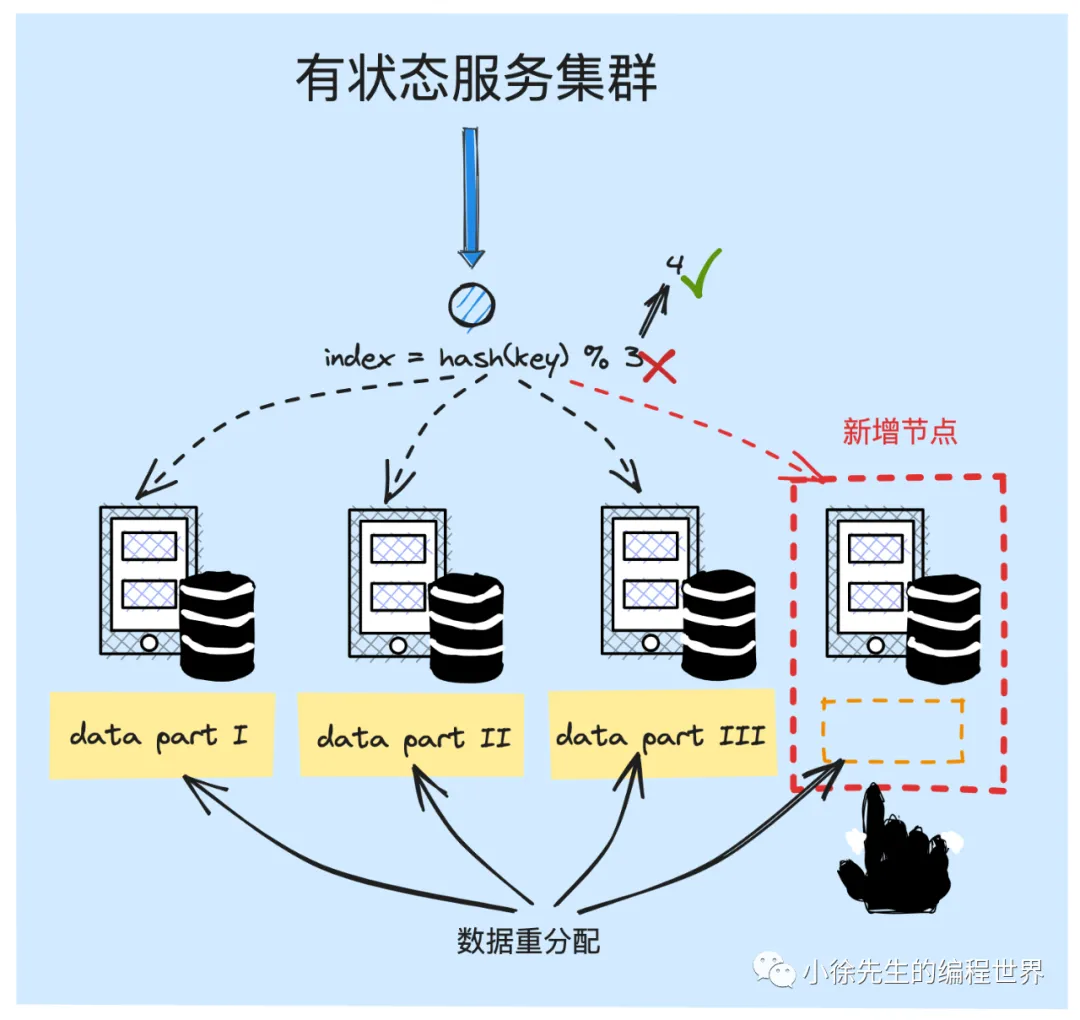 有状态服务集群
4
index = hash(key) % 3
新增节点
data part I
data part II
data part III
数据重分配
小徐先生的编程世界